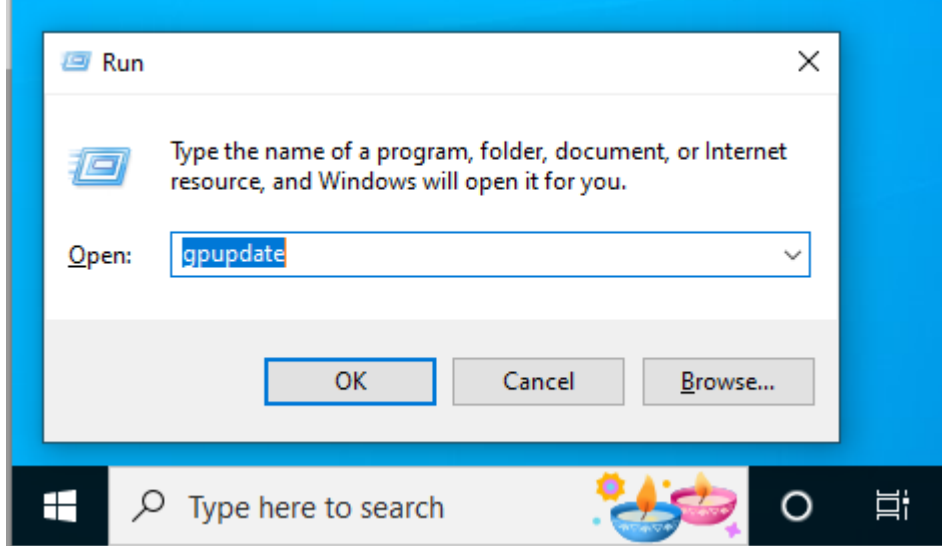 Run
Type the name of a program, folder, document, or Internet
resource, and Windows will open it for you.
Open:
gpupdate
OK
Cancel
Browse...
Type here to search